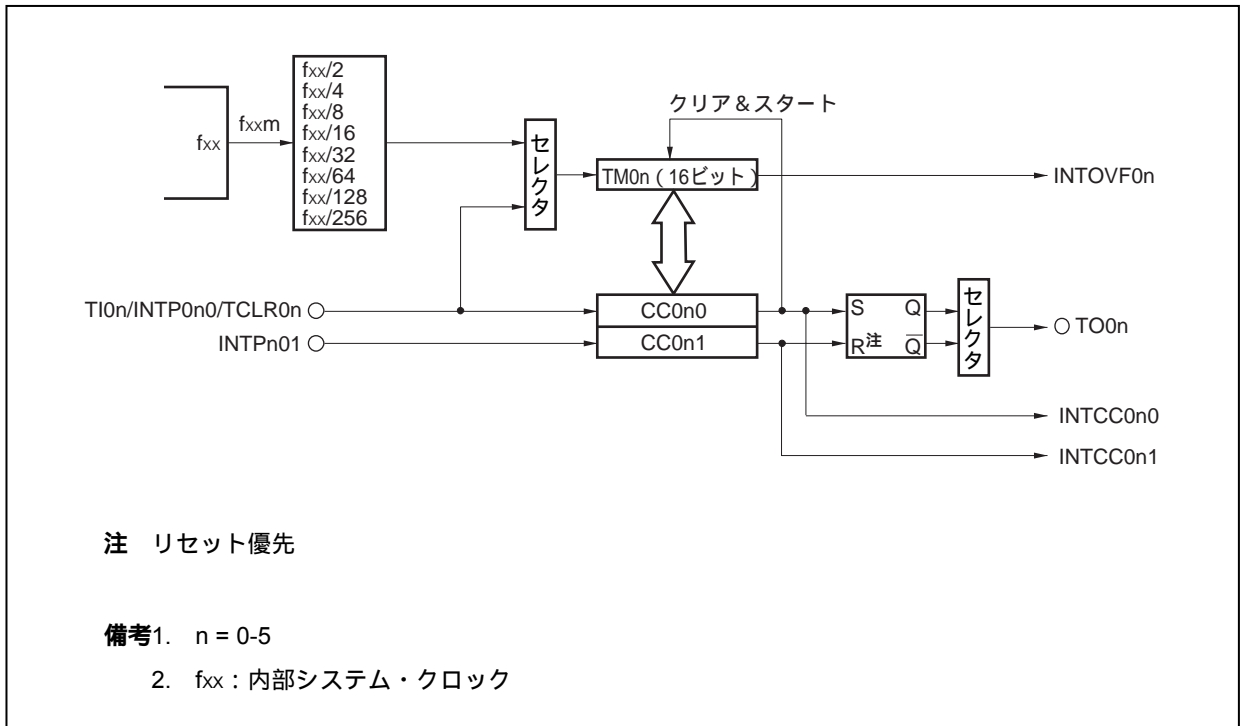 fxx/2
fxx/4
fxx/8
fxx/16
fxx/32
fxx/64
fxx/128
fxx/256
fxx
fxxm
セレクタ
クリア&スタート
TM0n(16ビット)
INTOVF0n
TI0n/INTP0n0/TCLR0n
INTPn01
CC0n0
CC0n1
S Q
R注 Q̅
セレクタ
TO0n
INTCC0n0
INTCC0n1
注 リセット優先
備考1. n = 0-5
2. fxx:内部システム・クロック